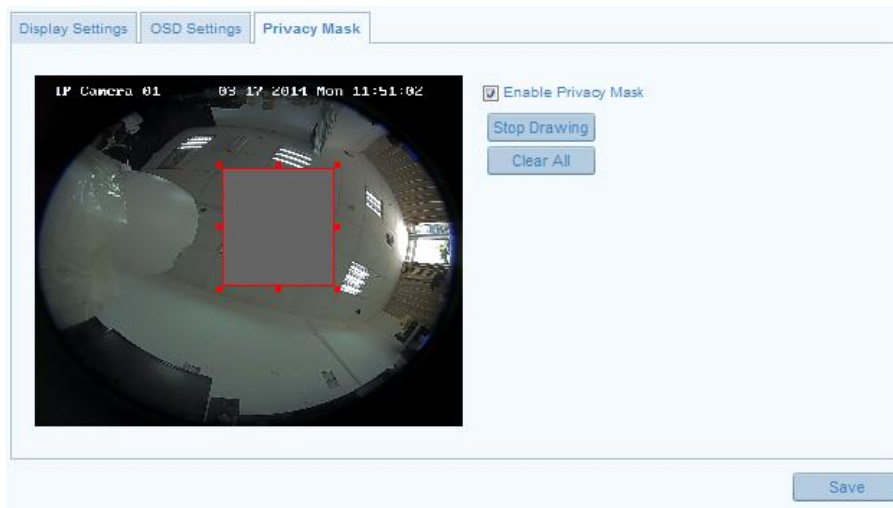 Display Settings OSD Settings Privacy Mask
IP Camera 01 03 17 2014 Mon 11:51:02
Enable Privacy Mask
Stop Drawing
Clear All
Save